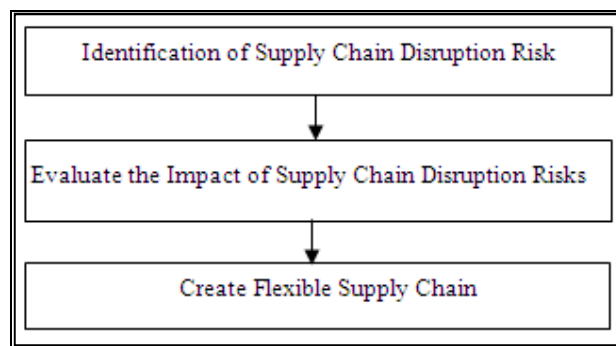 Identification of Supply Chain Disruption Risk
Evaluate the Impact of Supply Chain Disruption Risks
Create Flexible Supply Chain